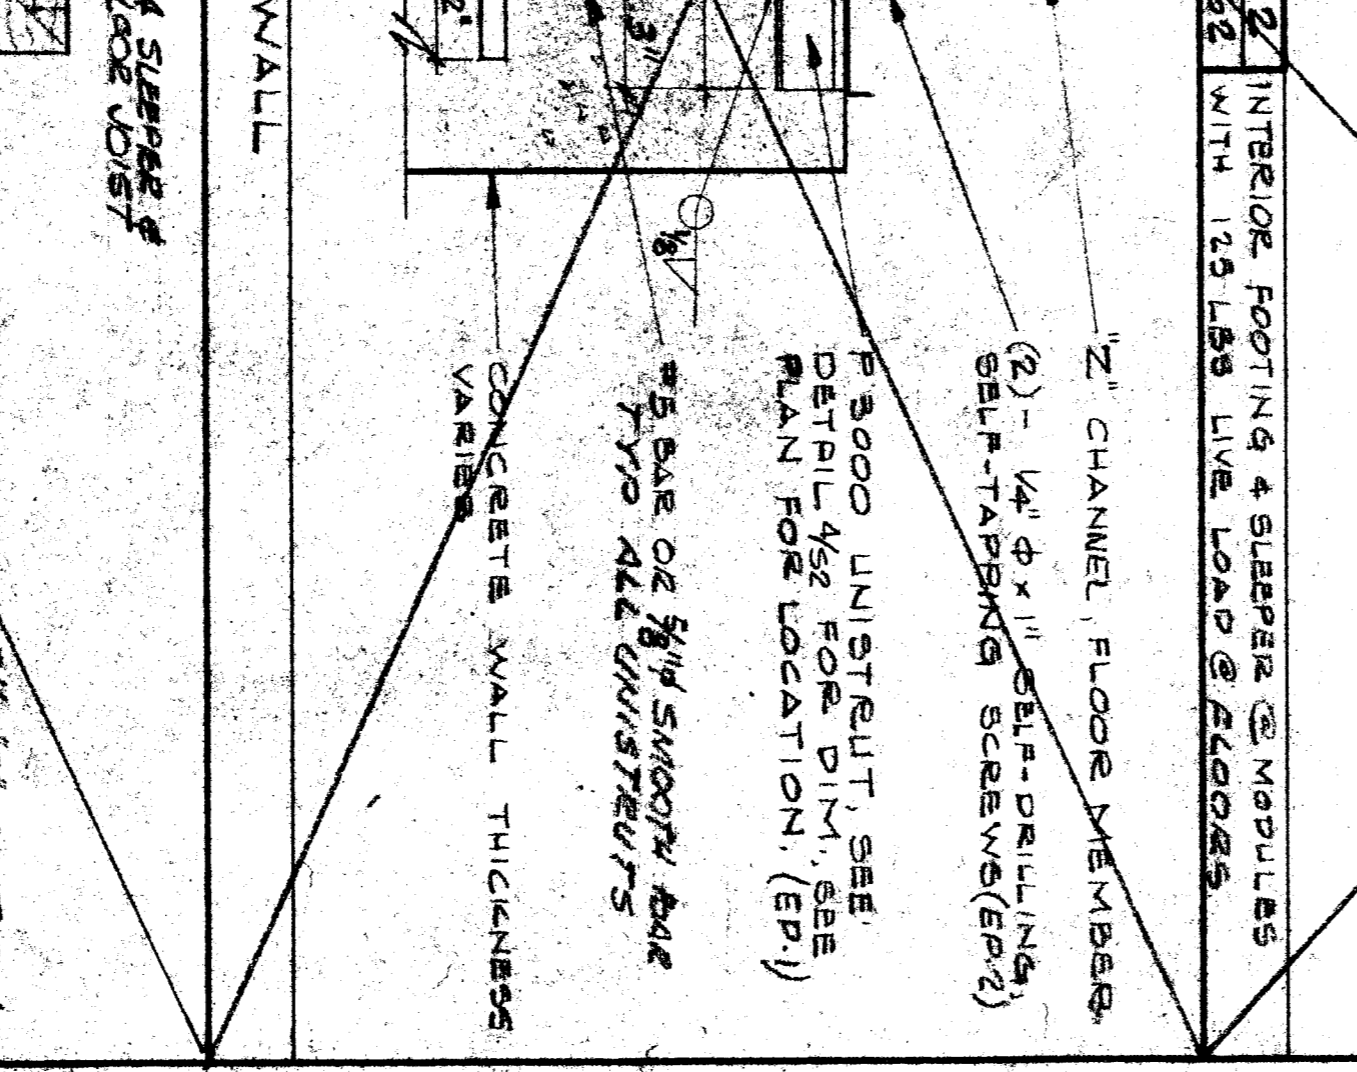 2
S2
INTERIOR FOOTING & SLEEPER @ MODULES
WITH 125 LBS LIVE LOAD @ FLOORS
"Z" CHANNEL, FLOOR MEMBER
(2) - 1/4" Φ x 1" SELF-DRILLING,
SELF-TAPPING SCREWS (EP.2)
P3000 UNISTRUT, SEE
DETAIL 4/S2 FOR DIM., SEE
PLAN FOR LOCATION. (EP.1)
1/8
3"
#5 BAR OR 5/8"φ SMOOTH BAR
TYP ALL UNISTRUTS
CONCRETE WALL THICKNESS
VARIES
2"
WALL
SLEEPER &
FLOOR JOIST